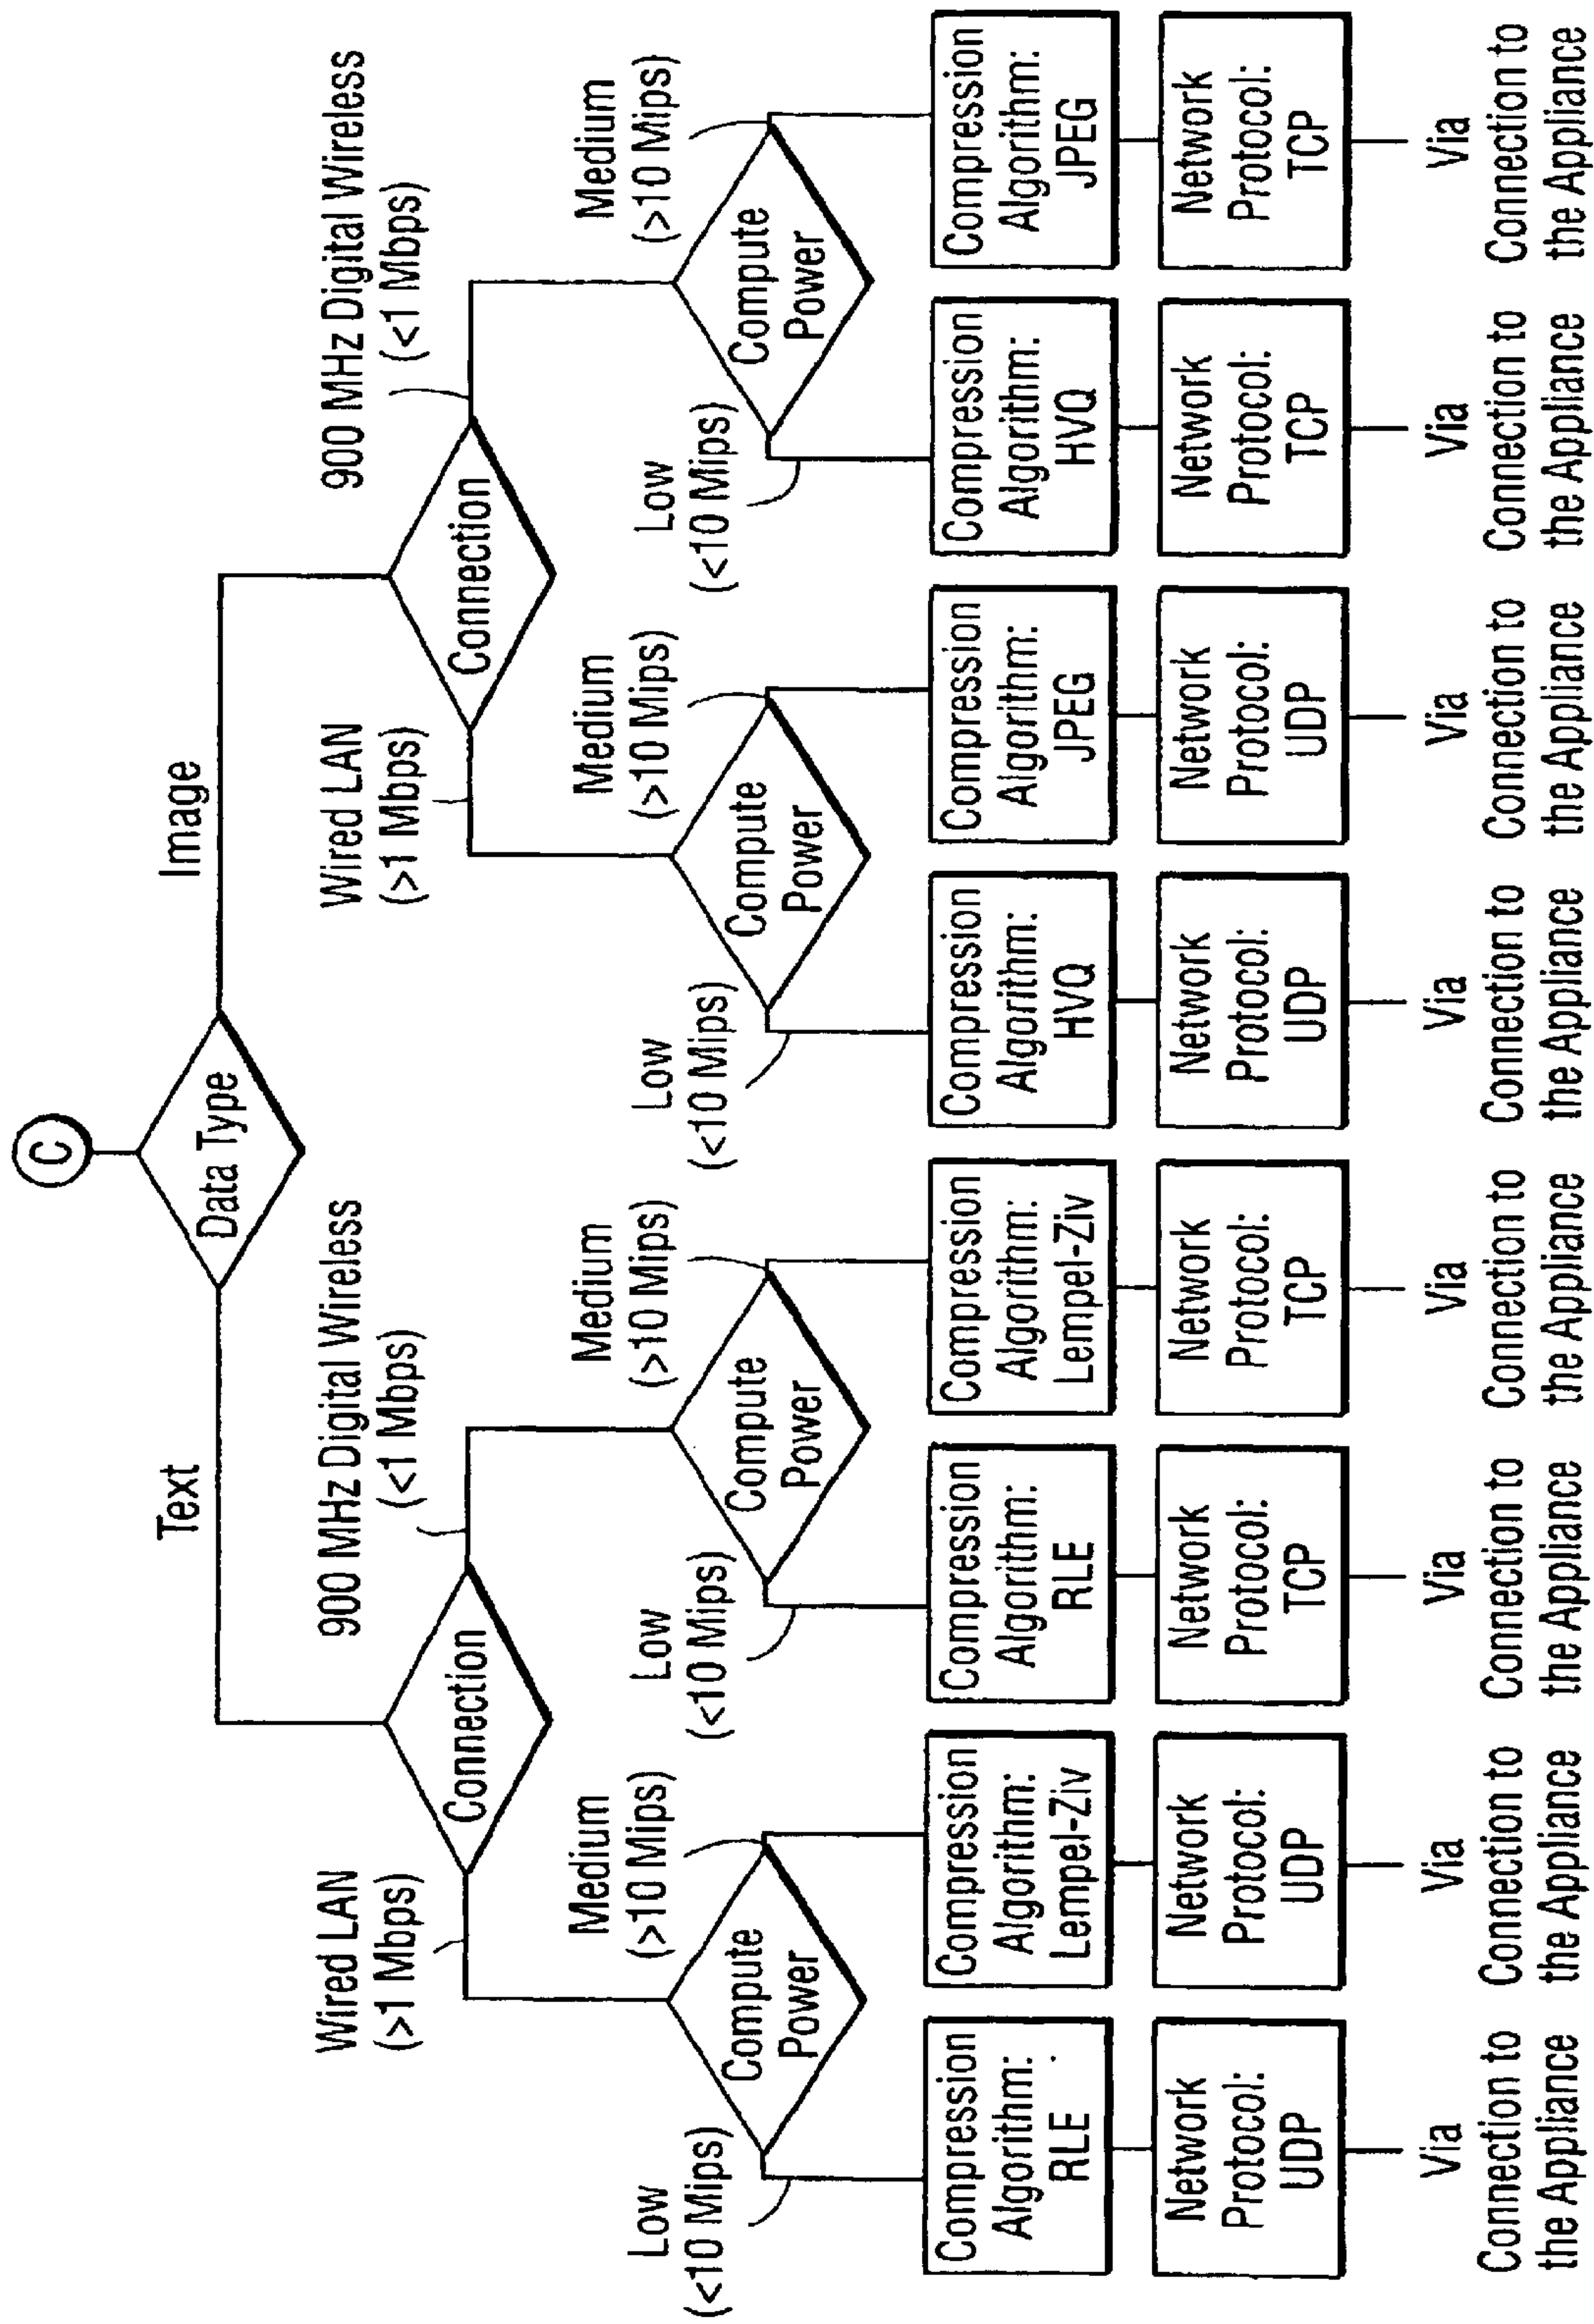 C
Data Type
Text
Image
Connection
Wired LAN
(>1 Mbps)
900 MHz Digital Wireless
(<1 Mbps)
Connection
Wired LAN
(>1 Mbps)
900 MHz Digital Wireless
(<1 Mbps)
Compute
Power
Low
(<10 Mips)
Medium
(>10 Mips)
Compute
Power
Low
(<10 Mips)
Medium
(>10 Mips)
Compute
Power
Low
(<10 Mips)
Medium
(>10 Mips)
Compute
Power
Low
(<10 Mips)
Medium
(>10 Mips)
Compression
Algorithm:
RLE
Network
Protocol:
UDP
Via
Connection to
the Appliance
Compression
Algorithm:
Lempel-Ziv
Network
Protocol:
UDP
Via
Connection to
the Appliance
Compression
Algorithm:
RLE
Network
Protocol:
TCP
Via
Connection to
the Appliance
Compression
Algorithm:
Lempel-Ziv
Network
Protocol:
TCP
Via
Connection to
the Appliance
Compression
Algorithm:
HVQ
Network
Protocol:
UDP
Via
Connection to
the Appliance
Compression
Algorithm:
JPEG
Network
Protocol:
UDP
Via
Connection to
the Appliance
Compression
Algorithm:
HVQ
Network
Protocol:
TCP
Via
Connection to
the Appliance
Compression
Algorithm:
JPEG
Network
Protocol:
TCP
Via
Connection to
the Appliance